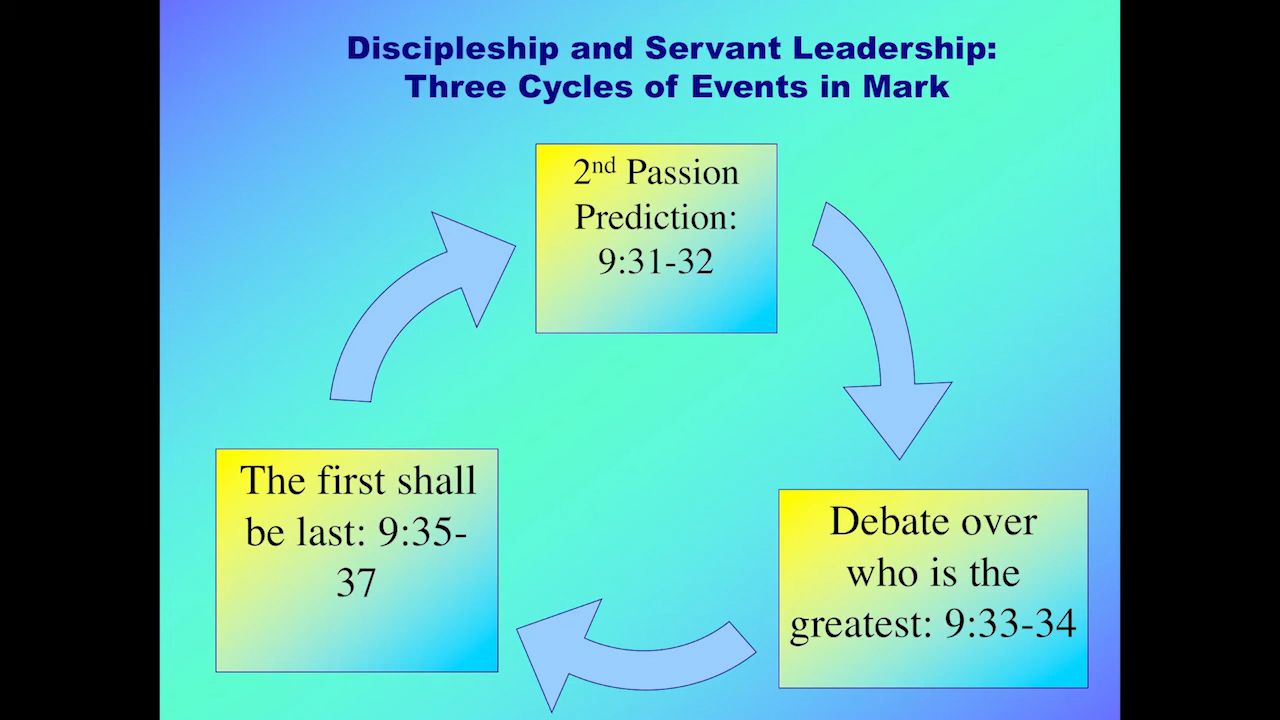 Discipleship and Servant Leadership:
Three Cycles of Events in Mark
2nd Passion
Prediction:
9:31-32
Debate over
who is the
greatest: 9:33-34
The first shall
be last: 9:35-
37